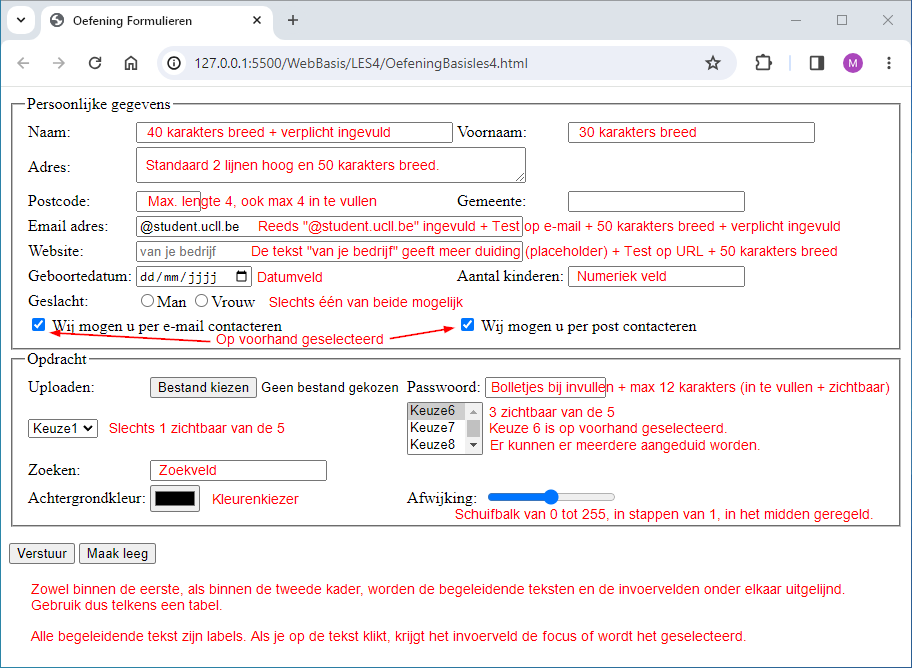 Oefening Formulieren
127.0.0.1:5500/WebBasis/LES4/OefeningBasisles4.html
M
Persoonlijke gegevens
Naam: 40 karakters breed + verplicht ingevuld Voornaam: 30 karakters breed
Adres: Standaard 2 lijnen hoog en 50 karakters breed.
Postcode: Max. lengte 4, ook max 4 in te vullen Gemeente:
Email adres: @student.ucll.be Reeds "@student.ucll.be" ingevuld + Test op e-mail + 50 karakters breed + verplicht ingevuld
Website: van je bedrijf De tekst "van je bedrijf" geeft meer duiding (placeholder) + Test op URL + 50 karakters breed
Geboortedatum: dd/mm/jjjj Datumveld Aantal kinderen: Numeriek veld
Geslacht: Man Vrouw Slechts één van beide mogelijk
Wij mogen u per e-mail contacteren Wij mogen u per post contacteren
Op voorhand geselecteerd
Opdracht
Uploaden: Bestand kiezen Geen bestand gekozen Passwoord: Bolletjes bij invullen + max 12 karakters (in te vullen + zichtbaar)
Keuze6 3 zichtbaar van de 5
Keuze1 Slechts 1 zichtbaar van de 5 Keuze7 Keuze 6 is op voorhand geselecteerd.
Keuze8 Er kunnen er meerdere aangeduid worden.
Zoeken: Zoekveld
Achtergrondkleur: Kleurenkiezer Afwijking:
Schuifbalk van 0 tot 255, in stappen van 1, in het midden geregeld.
Verstuur Maak leeg
Zowel binnen de eerste, als binnen de tweede kader, worden de begeleidende teksten en de invoervelden onder elkaar uitgelijnd.
Gebruik dus telkens een tabel.
Alle begeleidende tekst zijn labels. Als je op de tekst klikt, krijgt het invoerveld de focus of wordt het geselecteerd.